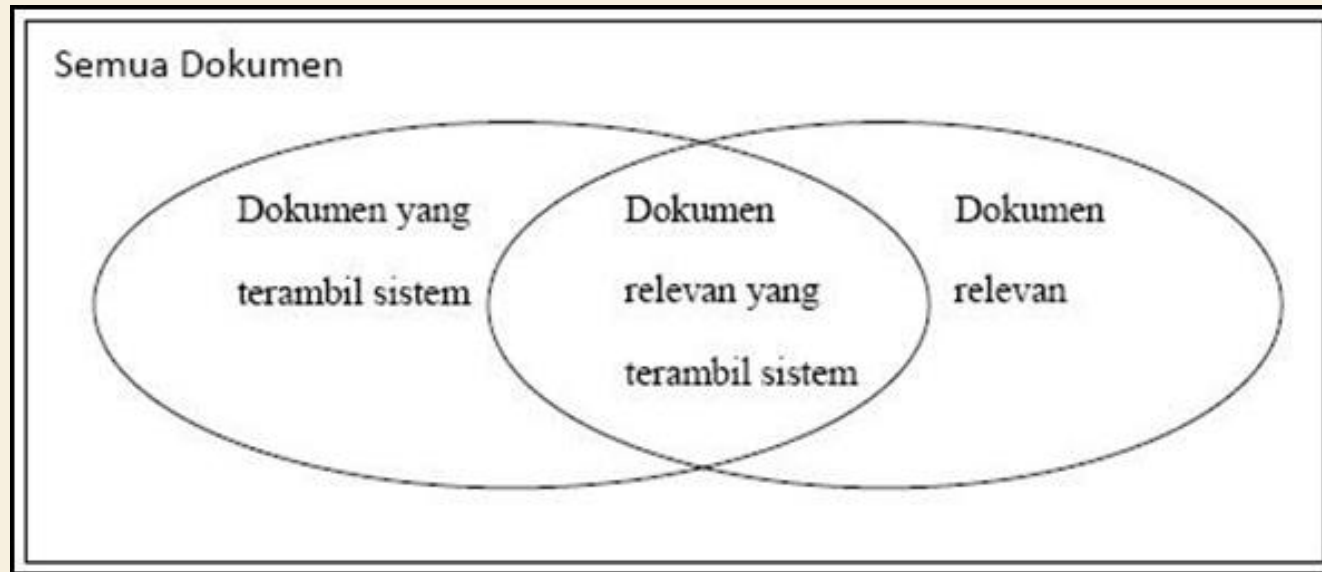 Semua Dokumen
Dokumen yang
terambil sistem
Dokumen
relevan yang
terambil sistem
Dokumen
relevan